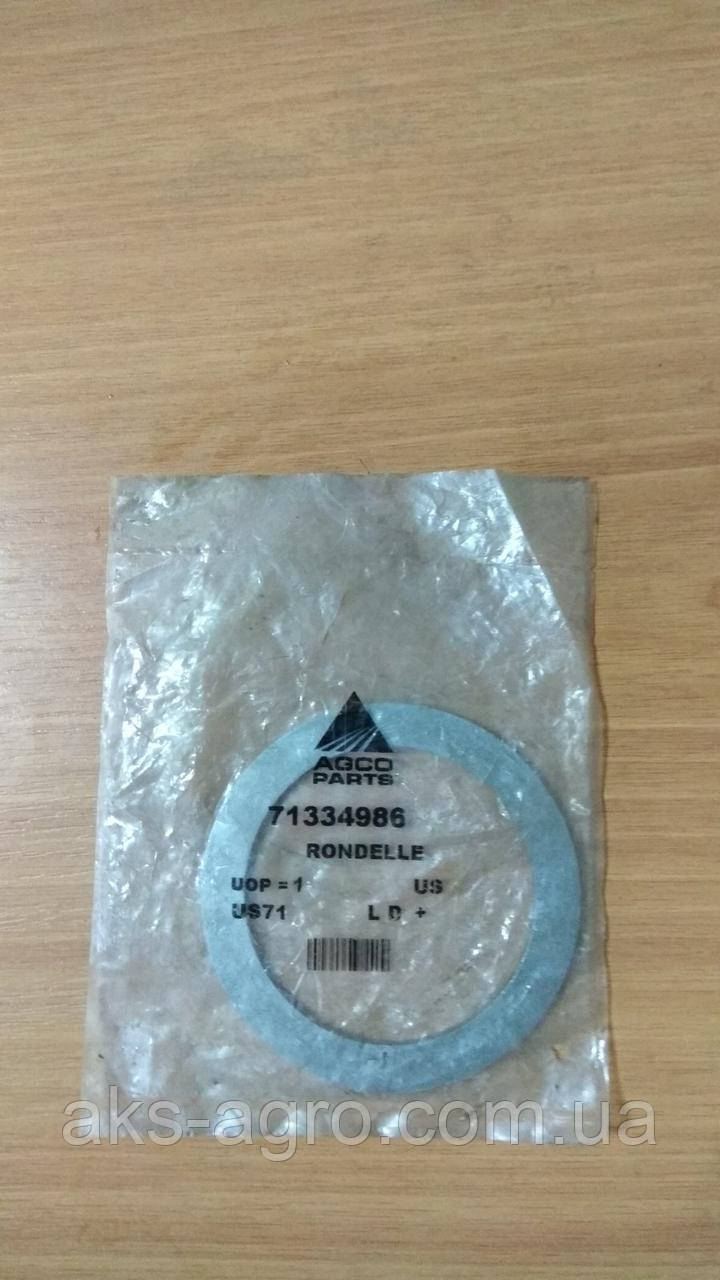 AGCO
PARTS
71334986
RONDELLE
UOP = 1 US
US71 L D +
aks-agro.com.ua